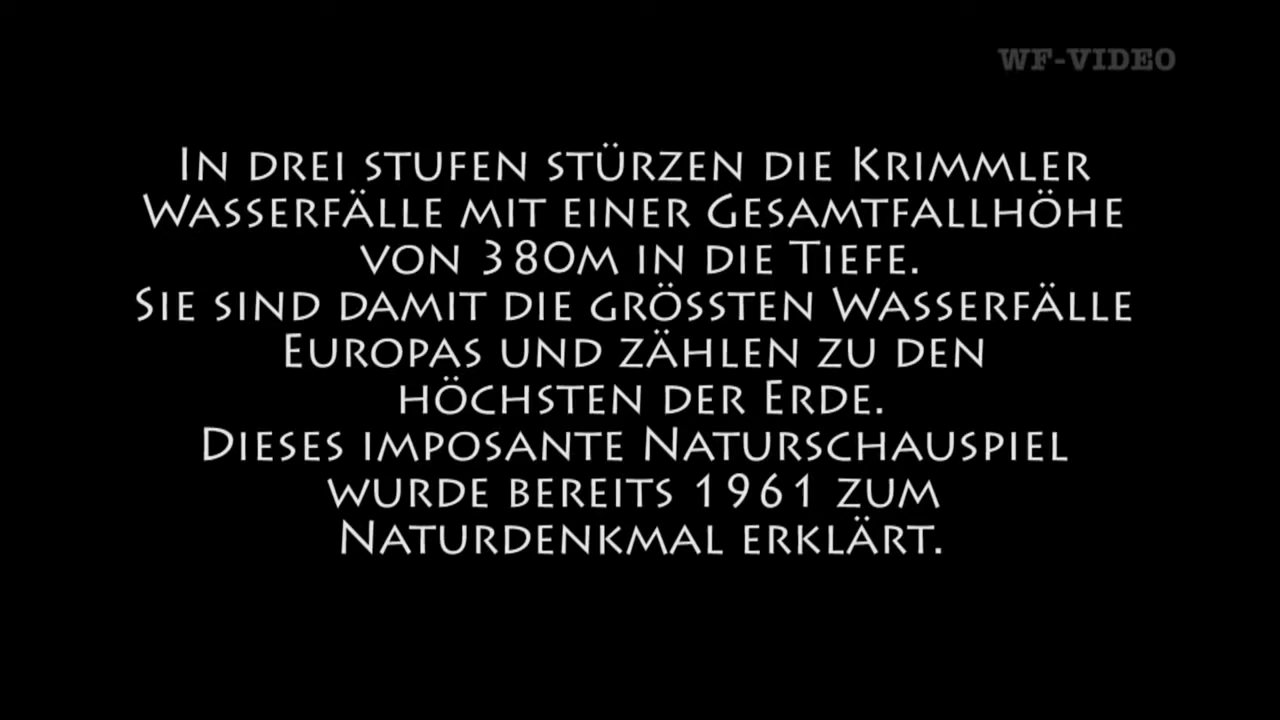 WF-VIDEO
In drei stufen stürzen die Krimmler
Wasserfälle mit einer Gesamtfallhöhe
von 380m in die Tiefe.
Sie sind damit die grössten Wasserfälle
Europas und zählen zu den
höchsten der Erde.
Dieses imposante Naturschauspiel
wurde bereits 1961 zum
Naturdenkmal erklärt.